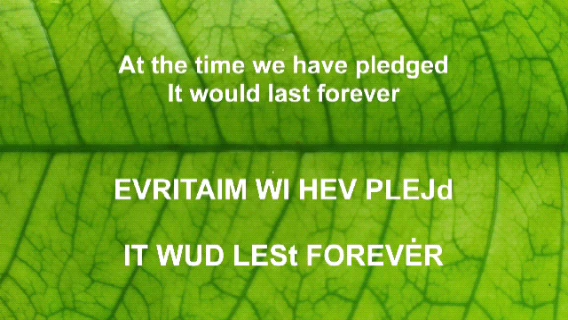 At the time we have pledged
It would last forever
EVRITAIM WI HEV PLEJd
IT WUD LESt FOREVĖR